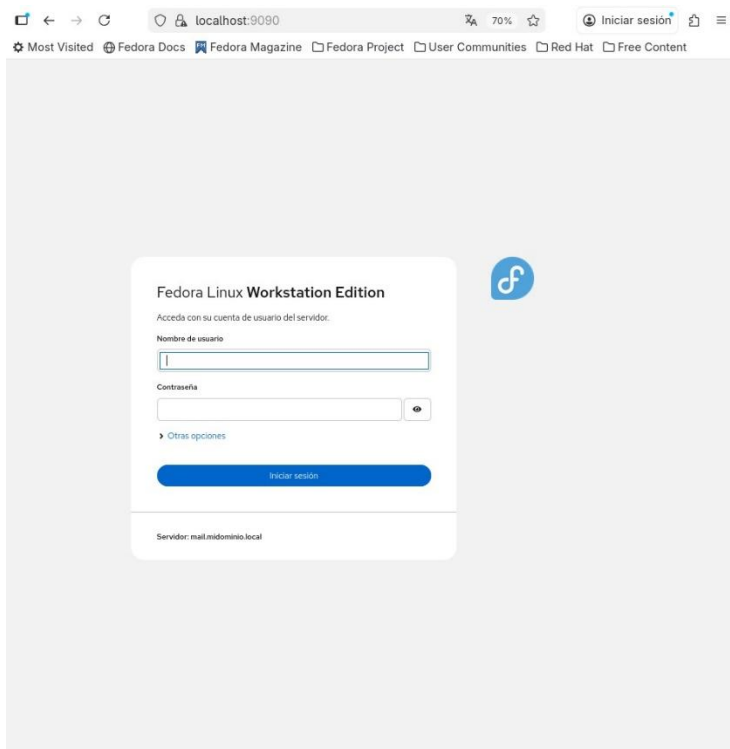 localhost:9090
70%
Iniciar sesión
Most Visited Fedora Docs Fedora Magazine Fedora Project User Communities Red Hat Free Content
Fedora Linux Workstation Edition
Acceda con su cuenta de usuario del servidor.
Nombre de usuario
Contraseña
Otras opciones
Iniciar sesión
Servidor: mail.midominio.local